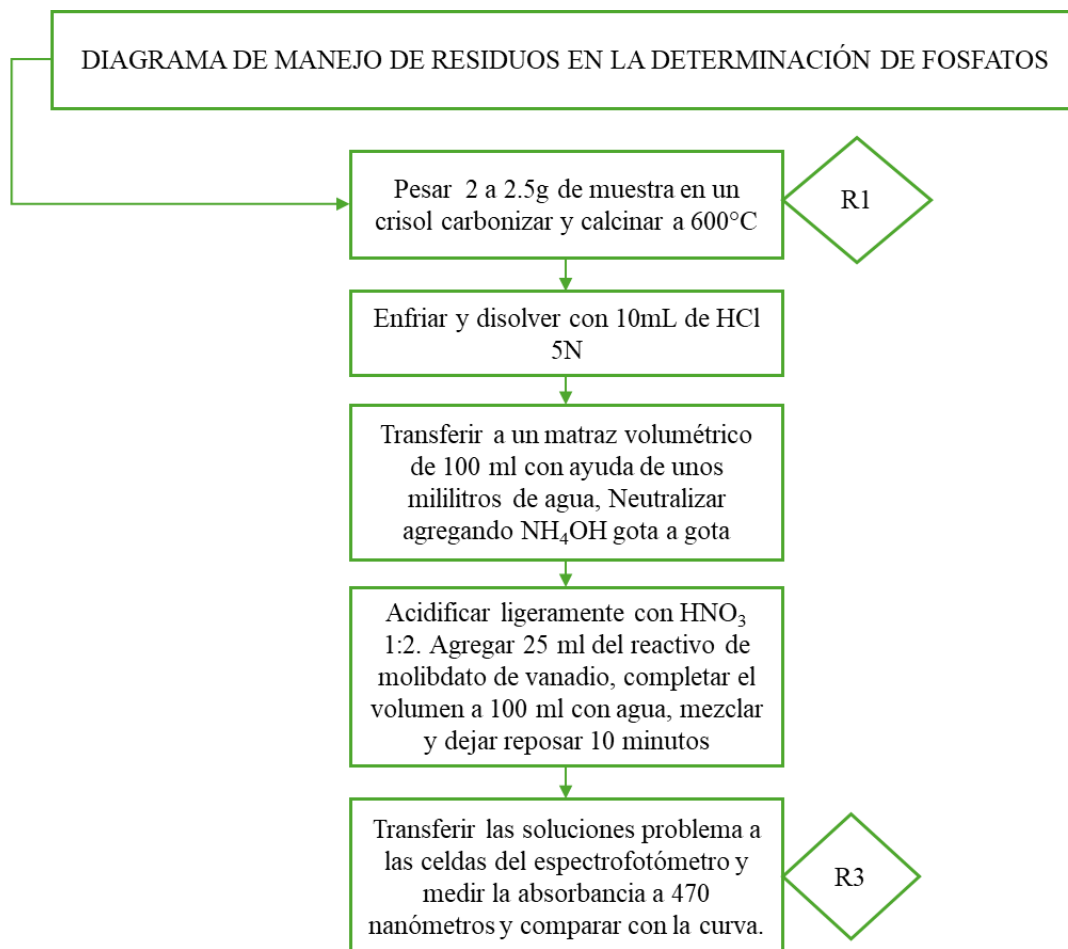 DIAGRAMA DE MANEJO DE RESIDUOS EN LA DETERMINACIÓN DE FOSFATOS
Pesar 2 a 2.5g de muestra en un
crisol carbonizar y calcinar a 600°C
R1
Enfriar y disolver con 10mL de HCl
5N
Transferir a un matraz volumétrico
de 100 ml con ayuda de unos
mililitros de agua, Neutralizar
agregando NH₄OH gota a gota
Acidificar ligeramente con HNO₃
1:2. Agregar 25 ml del reactivo de
molibdato de vanadio, completar el
volumen a 100 ml con agua, mezclar
y dejar reposar 10 minutos
Transferir las soluciones problema a
las celdas del espectrofotómetro y
medir la absorbancia a 470
nanómetros y comparar con la curva.
R3